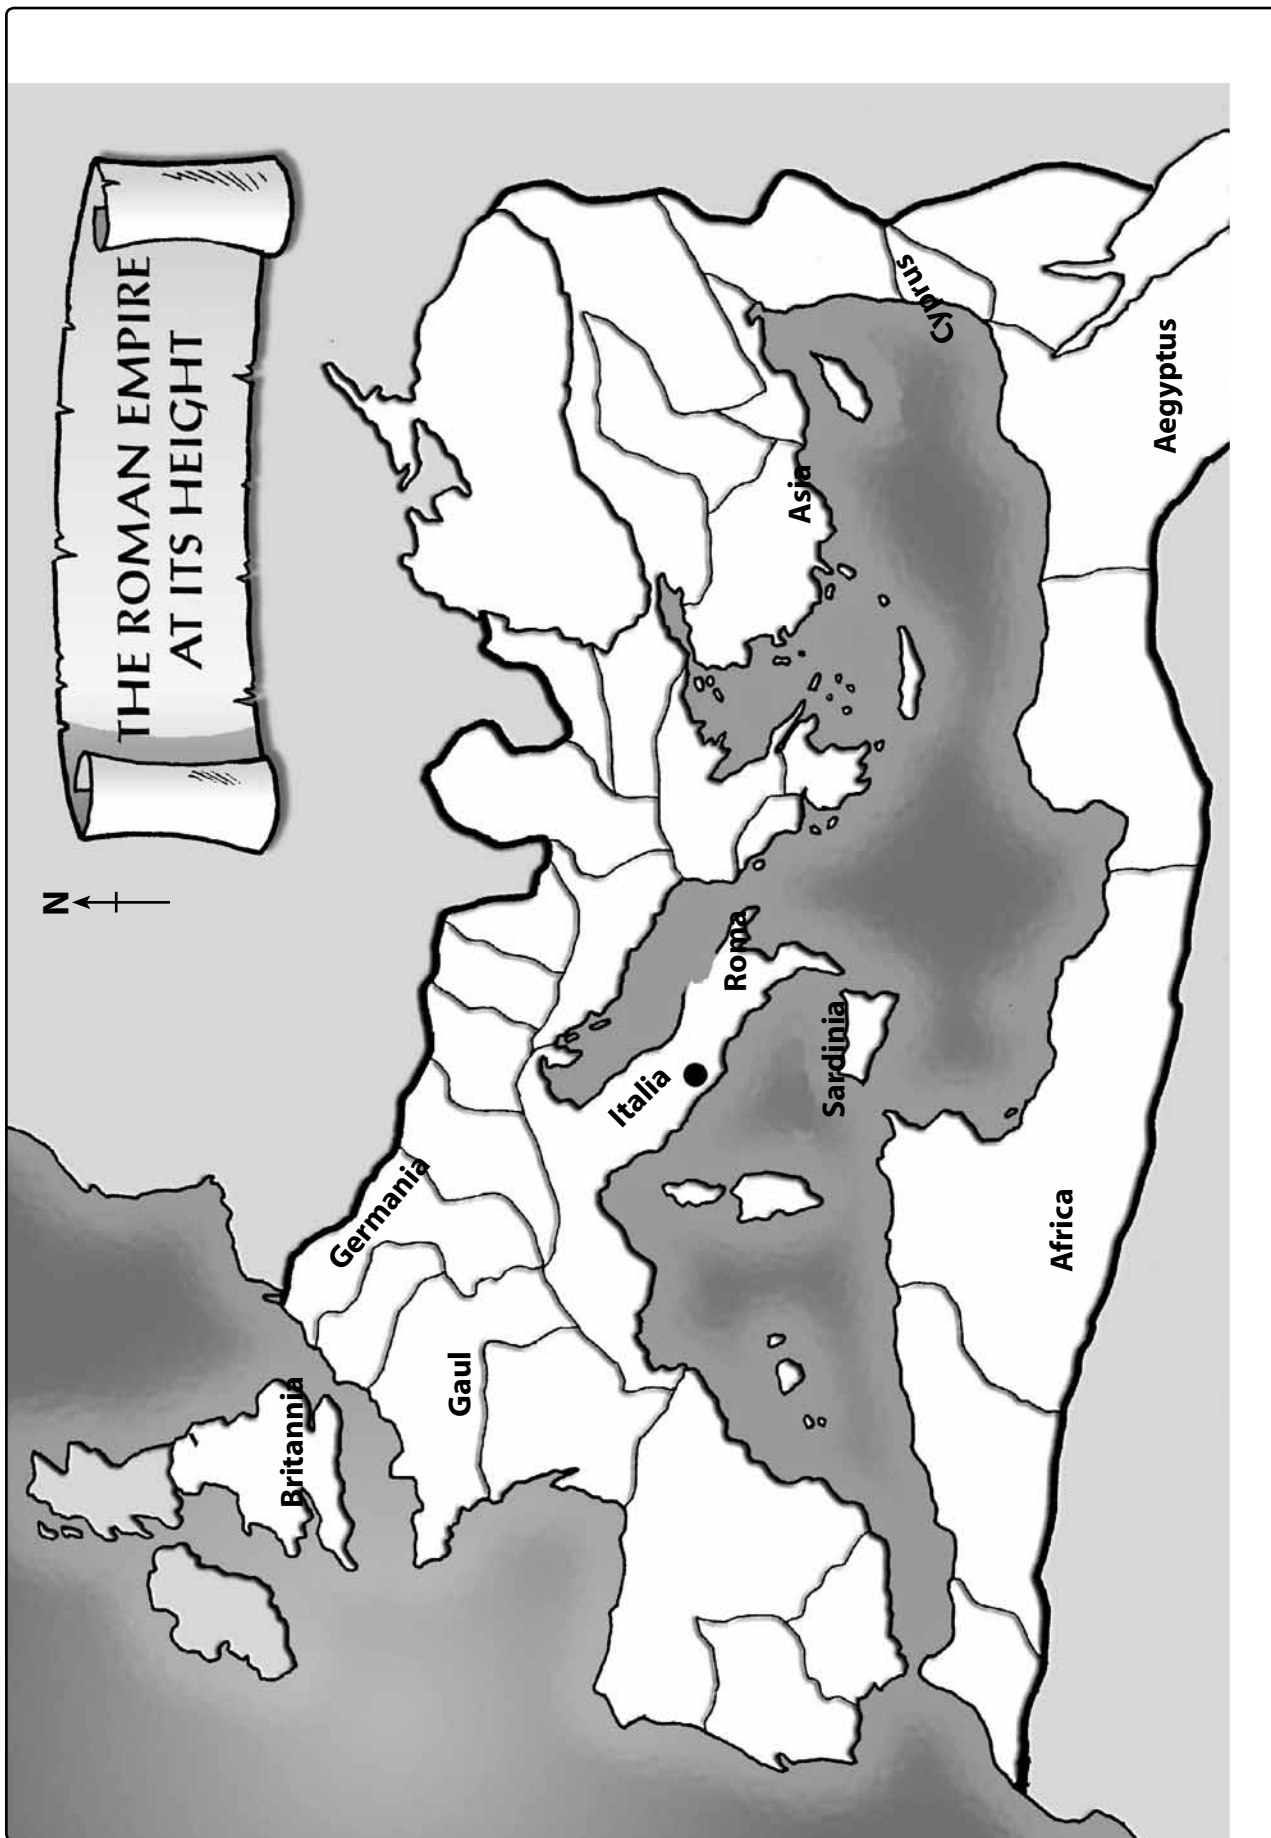 THE ROMAN EMPIRE
AT ITS HEIGHT
N
Britannia
Germania
Gaul
Italia
Roma
Asia
Sardinia
Cyprus
Africa
Aegyptus